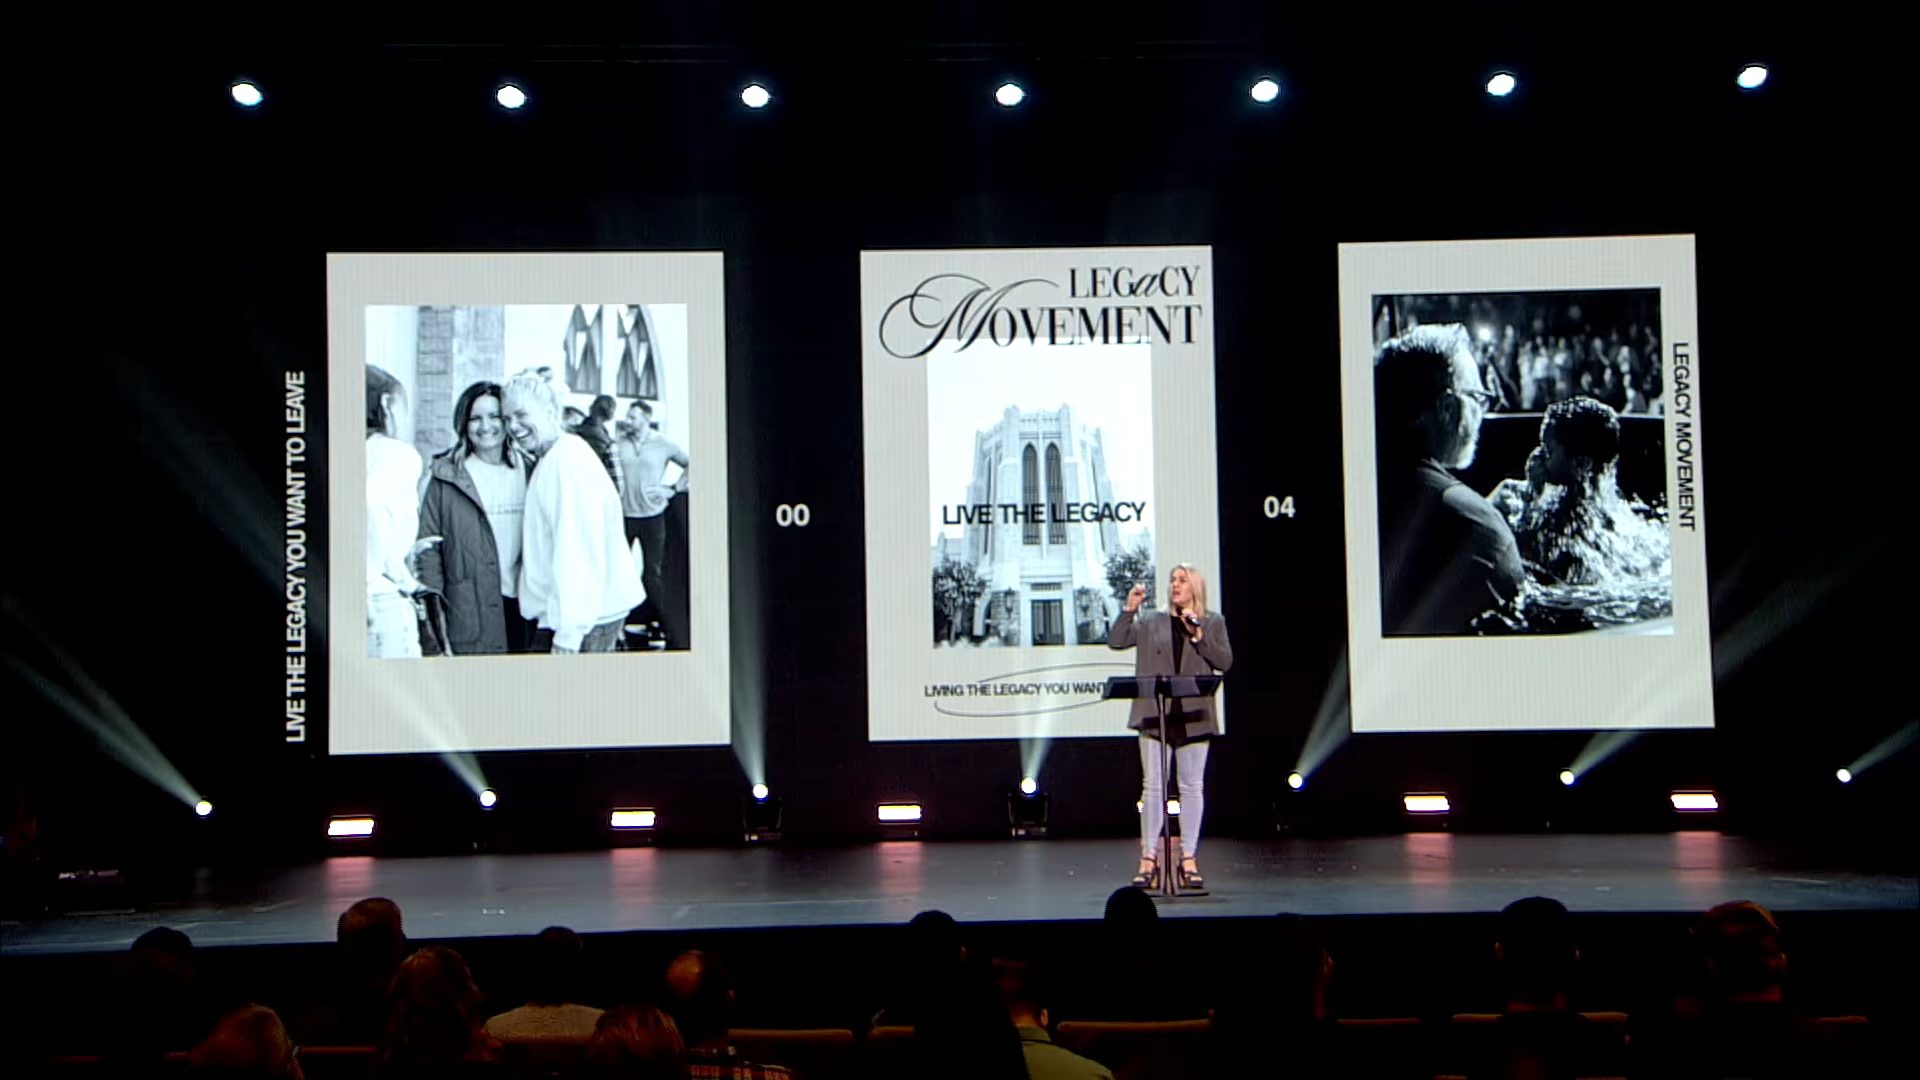 LIVE THE LEGACY YOU WANT TO LEAVE
00
LEGaCY
MOVEMENT
LIVE THE LEGACY
LIVING THE LEGACY YOU WANT
04
LEGACY MOVEMENT